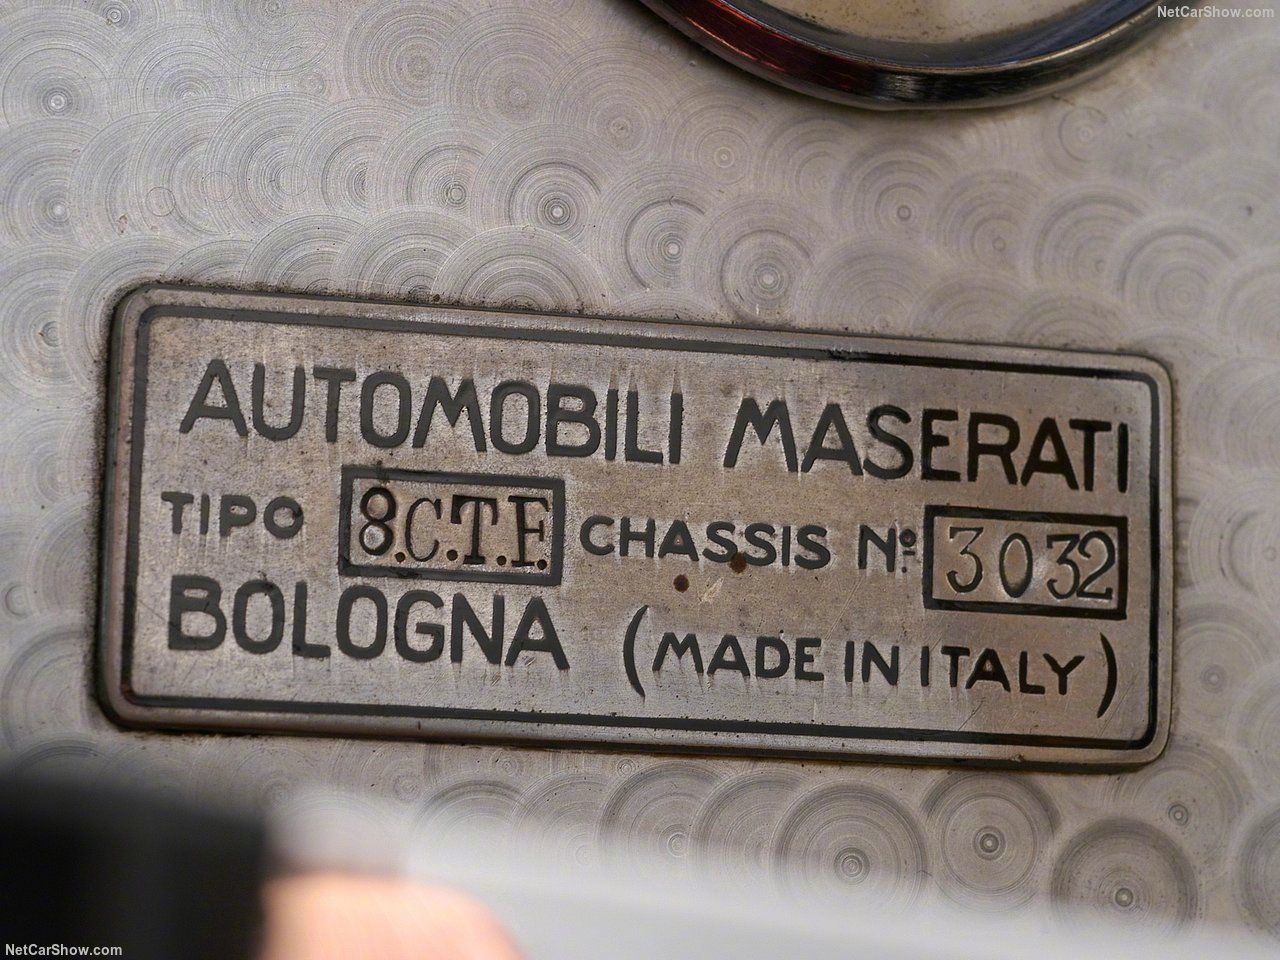 NetCarShow.com
AUTOMOBILI MASERATI
TIPO 8.C.T.F. CHASSIS Nº 3032
BOLOGNA (MADE IN ITALY)
NetCarShow.com